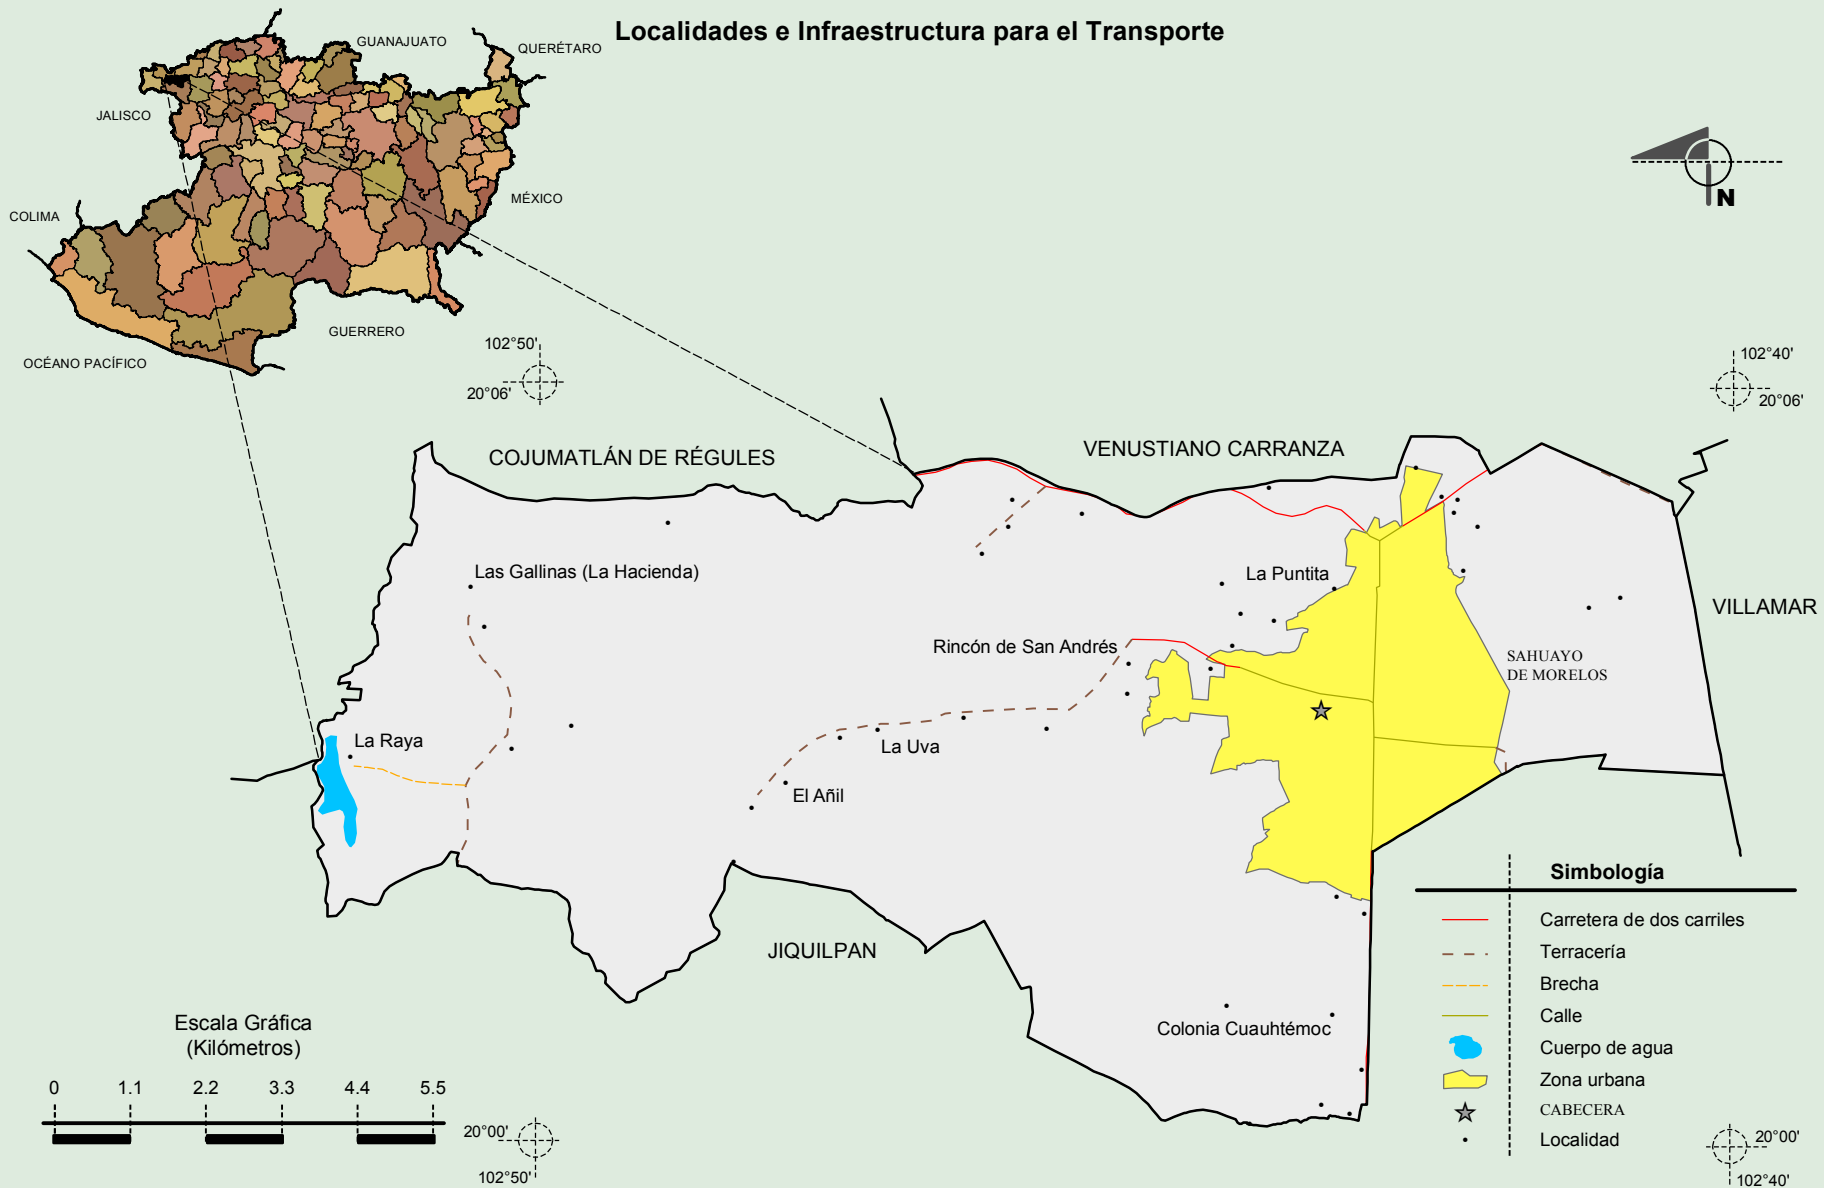 Localidades e Infraestructura para el Transporte
GUANAJUATO
QUERÉTARO
JALISCO
MÉXICO
COLIMA
GUERRERO
OCÉANO PACÍFICO
N
102°50'
20°06'
102°40'
20°06'
COJUMATLÁN DE RÉGULES
VENUSTIANO CARRANZA
Las Gallinas (La Hacienda)
La Puntita
VILLAMAR
Rincón de San Andrés
SAHUAYO
DE MORELOS
La Raya
La Uva
El Añil
JIQUILPAN
Colonia Cuauhtémoc
Simbología
Carretera de dos carriles
Terracería
Brecha
Calle
Cuerpo de agua
Zona urbana
CABECERA
Localidad
Escala Gráfica
(Kilómetros)
0 1.1 2.2 3.3 4.4 5.5
20°00'
102°50'
20°00'
102°40'